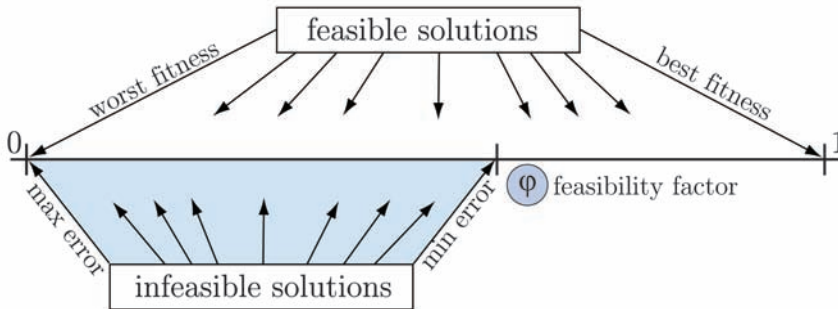 feasible solutions
worst fitness
best fitness
0
1
φ feasibility factor
max error
min error
infeasible solutions